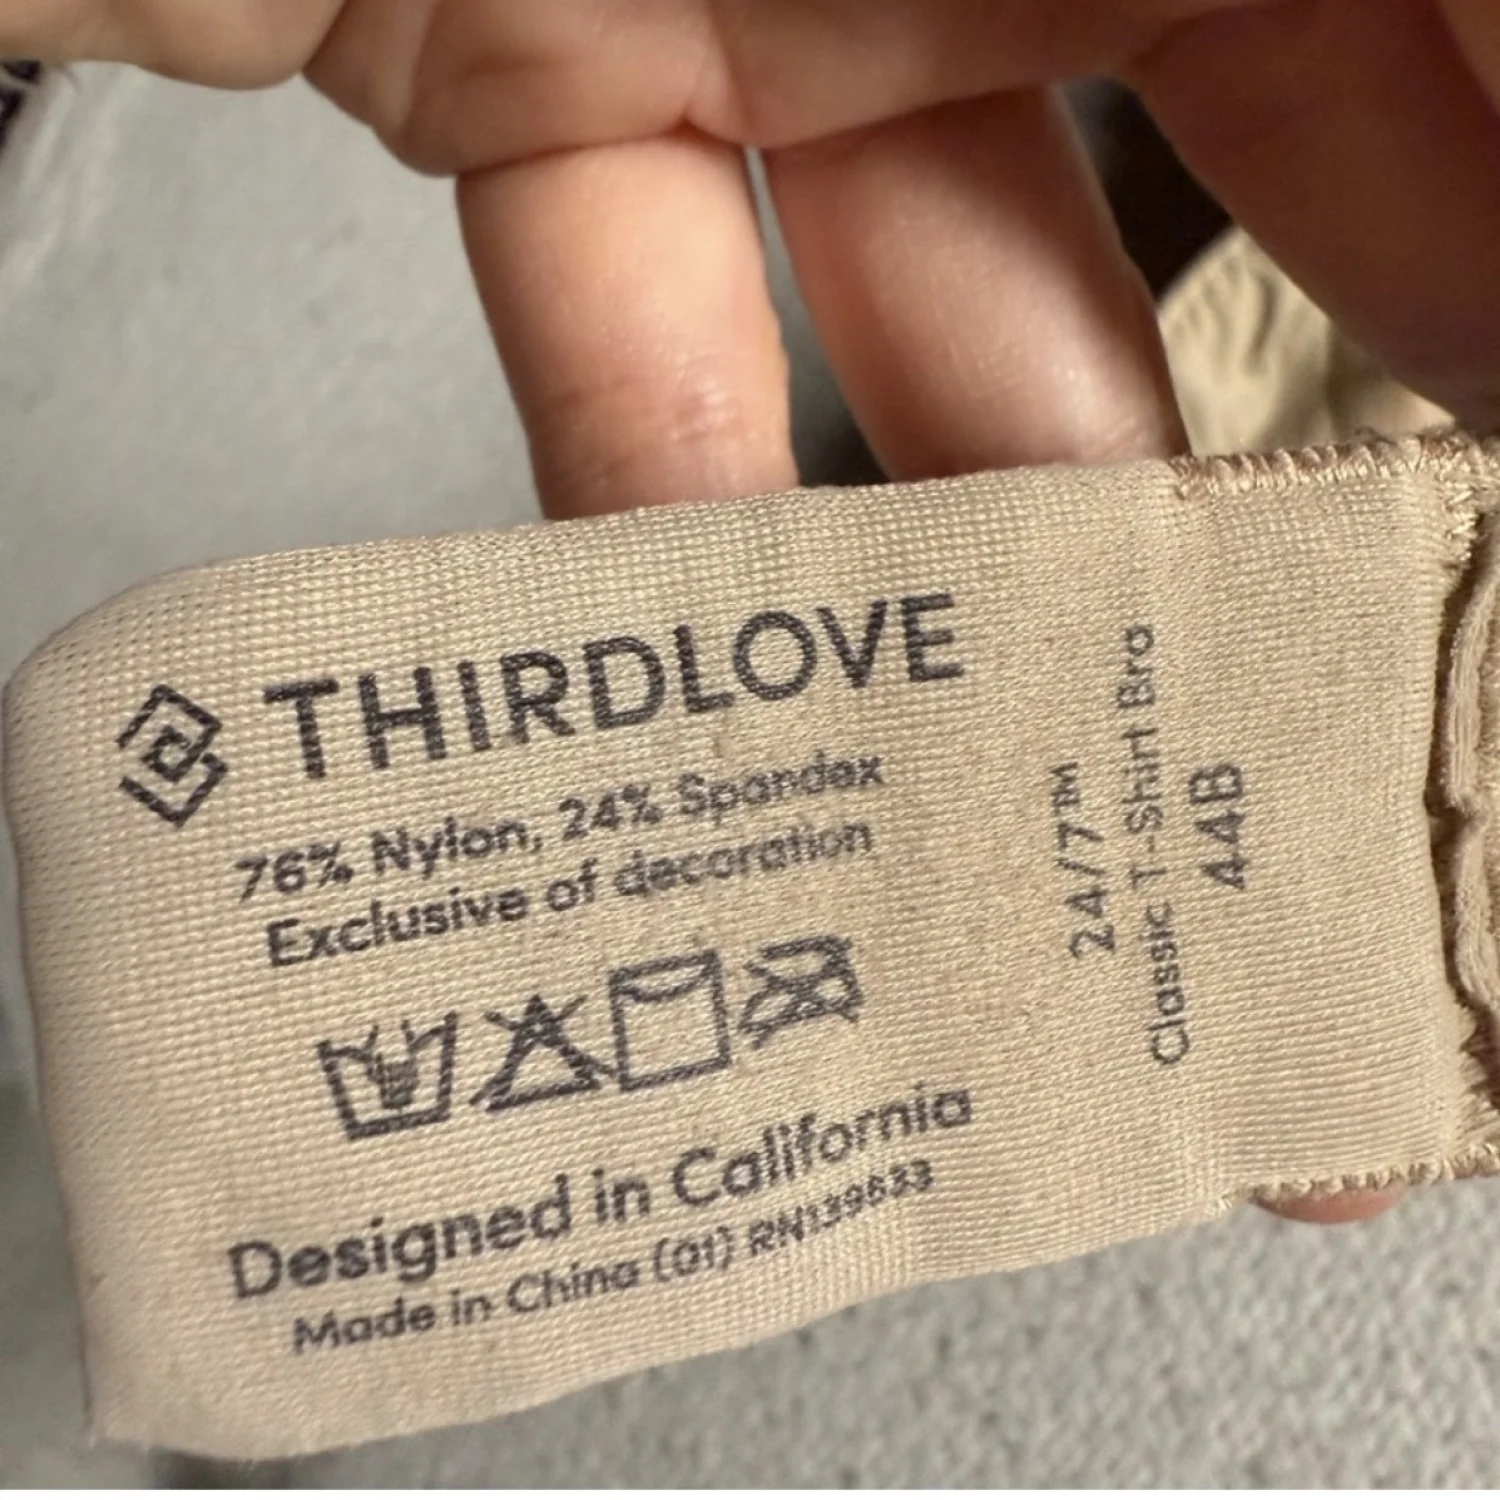 THIRDLOVE
76% Nylon, 24% Spandex
Exclusive of decoration
Designed in California
Made in China (01) RN139633
24/7™
Classic T-Shirt Bra
44B